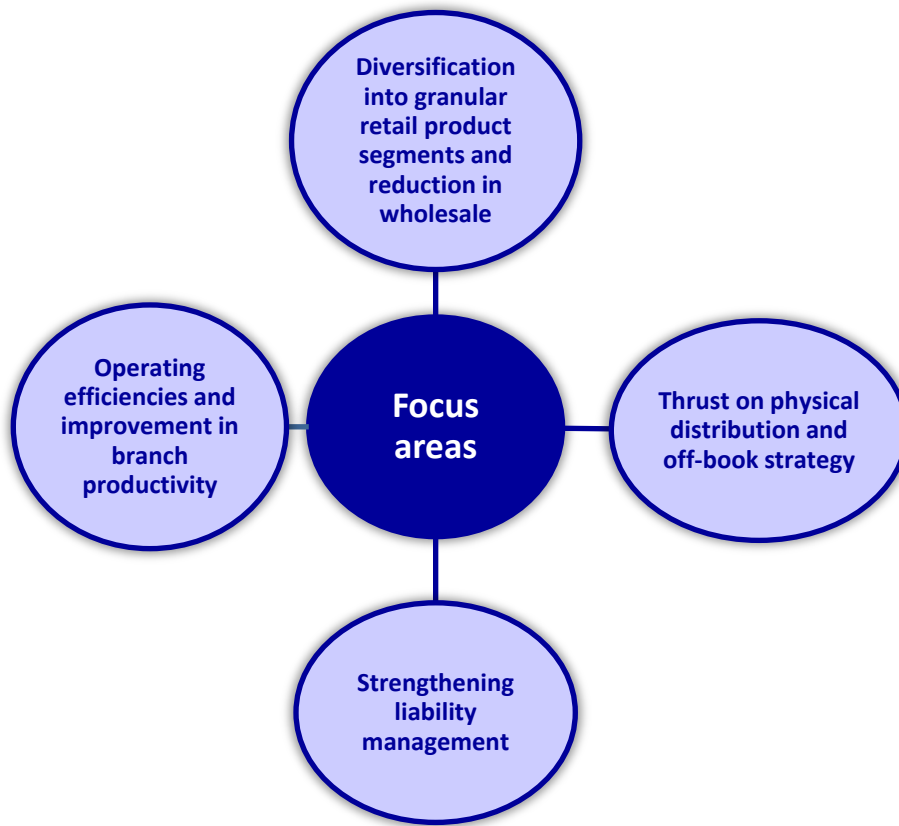 Diversification
into granular
retail product
segments and
reduction in
wholesale
Operating
efficiencies and
improvement in
branch
productivity
Focus
areas
Thrust on physical
distribution and
off-book strategy
Strengthening
liability
management